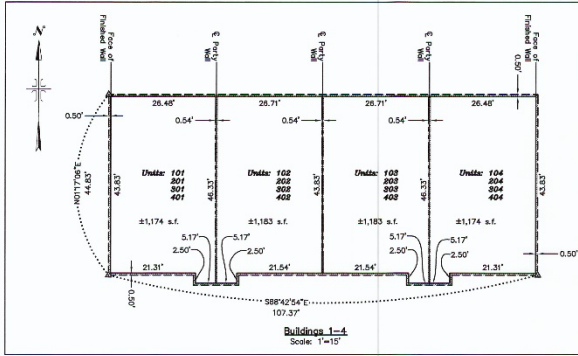 N
Face of
Finished Wall
℄ Party
Wall
℄ Party
Wall
℄ Party
Wall
Face of
Finished Wall
0.50'
26.48'
26.71'
26.71'
26.48'
0.50'
0.54'
0.54'
0.54'
N01°17'06"E
44.83'
43.83'
46.33'
46.33'
43.83'
Units: 101
201
301
401
Units: 102
202
302
402
Units: 103
203
303
403
Units: 104
204
304
404
±1,174 s.f.
±1,183 s.f.
±1,183 s.f.
±1,174 s.f.
5.17'
5.17'
5.17'
5.17'
2.50'
2.50'
2.50'
2.50'
0.50'
21.31'
21.54'
21.54'
21.31'
0.50'
S88°42'54"E
107.37'
Buildings 1-4
Scale: 1'=15'